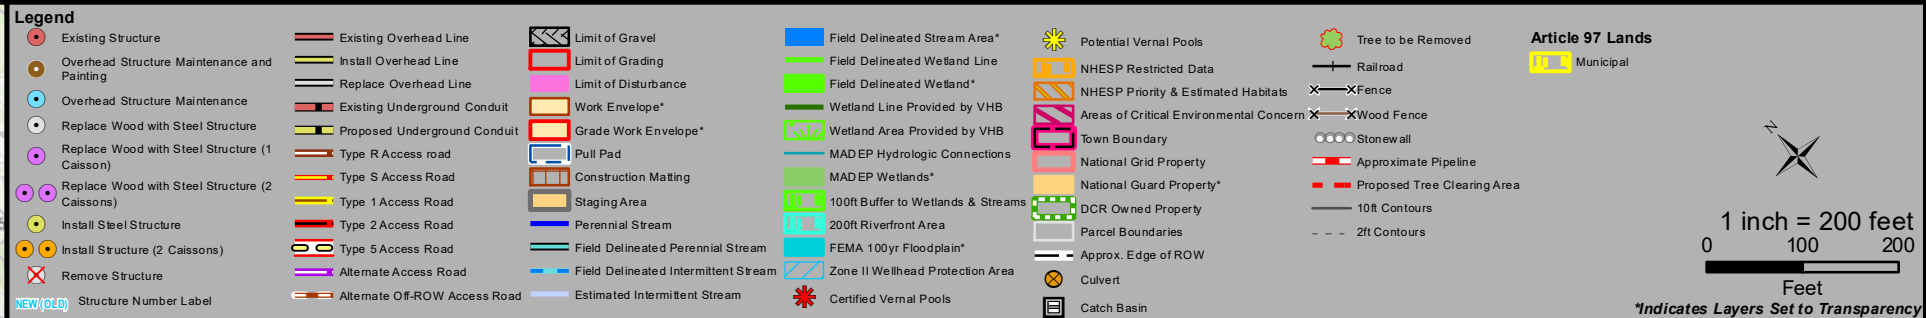 Legend
Existing Structure
Overhead Structure Maintenance and
Painting
Overhead Structure Maintenance
Replace Wood with Steel Structure
Replace Wood with Steel Structure (1
Caisson)
Replace Wood with Steel Structure (2
Caissons)
Install Steel Structure
Install Structure (2 Caissons)
Remove Structure
NEW (OLD) Structure Number Label
Existing Overhead Line
Install Overhead Line
Replace Overhead Line
Existing Underground Conduit
Proposed Underground Conduit
Type R Access road
Type S Access Road
Type 1 Access Road
Type 2 Access Road
Type 5 Access Road
Alternate Access Road
Alternate Off-ROW Access Road
Limit of Gravel
Limit of Grading
Limit of Disturbance
Work Envelope*
Grade Work Envelope*
Pull Pad
Construction Matting
Staging Area
Perennial Stream
Field Delineated Perennial Stream
Field Delineated Intermittent Stream
Estimated Intermittent Stream
Field Delineated Stream Area*
Field Delineated Wetland Line
Field Delineated Wetland*
Wetland Line Provided by VHB
Wetland Area Provided by VHB
MADEP Hydrologic Connections
MADEP Wetlands*
100ft Buffer to Wetlands & Streams
200ft Riverfront Area
FEMA 100yr Floodplain*
Zone II Wellhead Protection Area
Certified Vernal Pools
Potential Vernal Pools
NHESP Restricted Data
NHESP Priority & Estimated Habitats
Areas of Critical Environmental Concern
Town Boundary
National Grid Property
National Guard Property*
DCR Owned Property
Parcel Boundaries
Approx. Edge of ROW
Culvert
Catch Basin
Tree to be Removed
Railroad
Fence
Wood Fence
Stonewall
Approximate Pipeline
Proposed Tree Clearing Area
10ft Contours
2ft Contours
Article 97 Lands
Municipal
N
1 inch = 200 feet
0 100 200
Feet
*Indicates Layers Set to Transparency